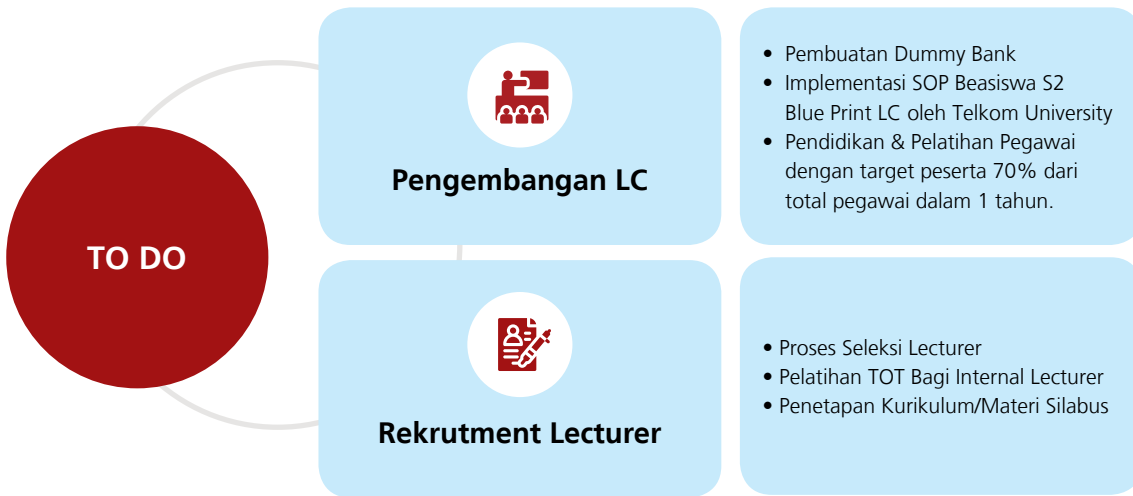 TO DO
Pengembangan LC
• Pembuatan Dummy Bank
• Implementasi SOP Beasiswa S2
Blue Print LC oleh Telkom University
• Pendidikan & Pelatihan Pegawai
dengan target peserta 70% dari
total pegawai dalam 1 tahun.
Rekrutment Lecturer
• Proses Seleksi Lecturer
• Pelatihan TOT Bagi Internal Lecturer
• Penetapan Kurikulum/Materi Silabus